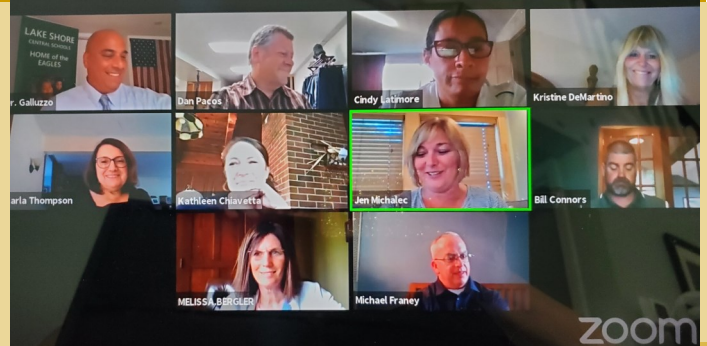 LAKE SHORE
CENTRAL SCHOOLS
HOME of the
EAGLES
r. Galluzzo
Dan Pacos
Cindy Latimore
Kristine DeMartino
arla Thompson
Kathleen Chiavetta
Jen Michalec
Bill Connors
MELISSA BERGLER
Michael Franey
zoom